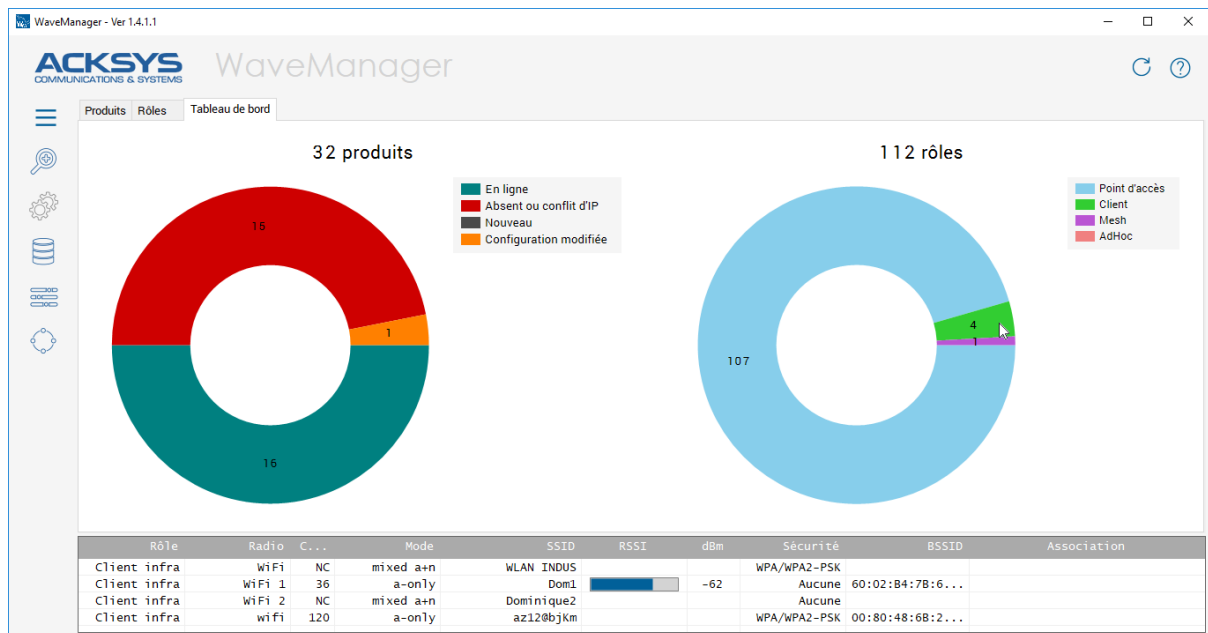 WaveManager - Ver 1.4.1.1
ACKSYS
COMMUNICATIONS & SYSTEMS
WaveManager
Produits Rôles Tableau de bord
32 produits
En ligne
Absent ou conflit d'IP
Nouveau
Configuration modifiée
15
1
16
112 rôles
Point d'accès
Client
Mesh
AdHoc
4
1
107
Rôle Radio C... Mode SSID RSSI dBm Sècuritè BSSID Association
Client infra WiFi NC mixed a+n WLAN INDUS WPA/WPA2-PSK
Client infra WiFi 1 36 a-only Dom1 -62 Aucune 60:02:B4:7B:6...
Client infra WiFi 2 NC mixed a+n Dominique2 Aucune
Client infra wifi 120 a-only az12@bjKm WPA/WPA2-PSK 00:80:48:6B:2...